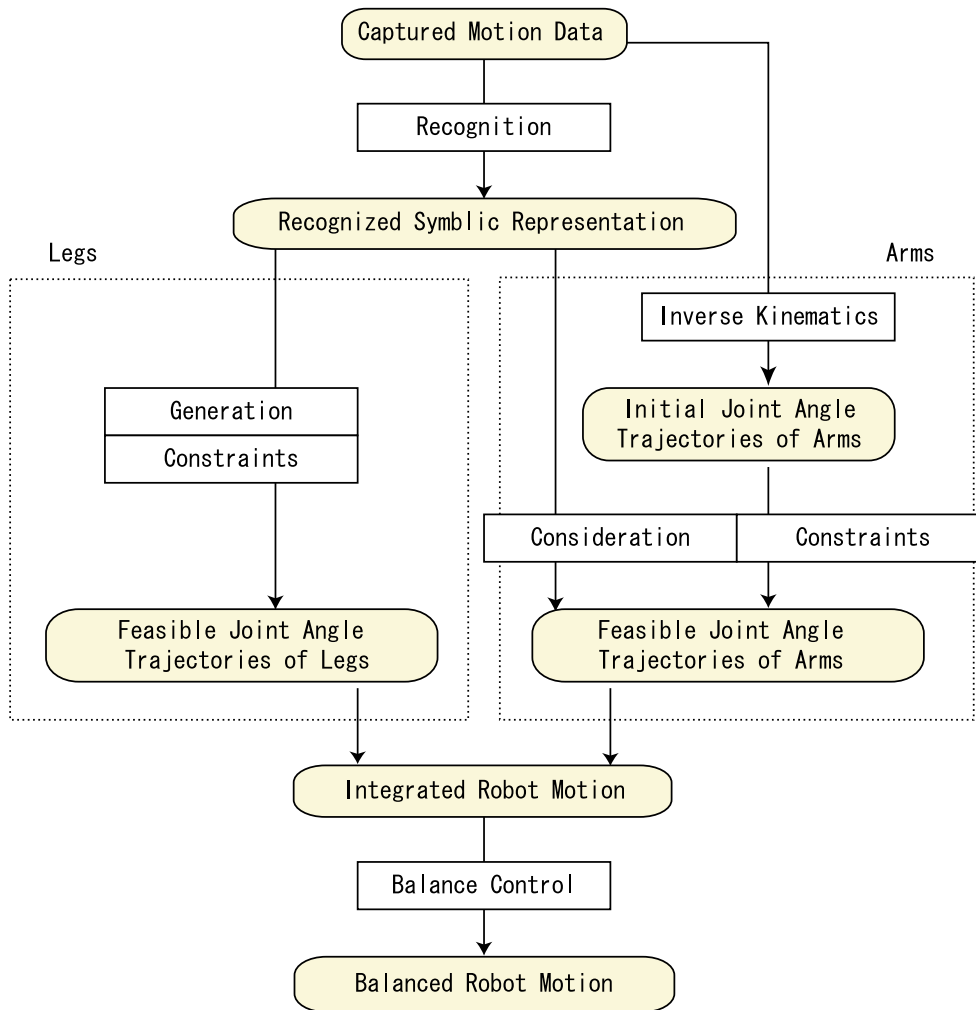 Captured Motion Data
Recognition
Recognized Symblic Representation
Legs
Arms
Inverse Kinematics
Initial Joint Angle
Trajectories of Arms
Generation
Constraints
Consideration
Constraints
Feasible Joint Angle
Trajectories of Legs
Feasible Joint Angle
Trajectories of Arms
Integrated Robot Motion
Balance Control
Balanced Robot Motion